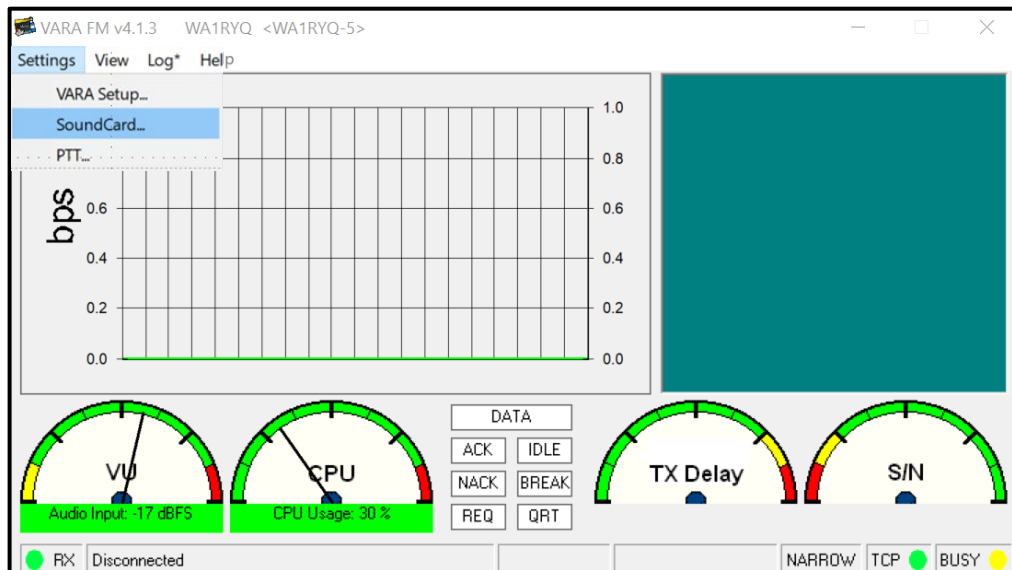 VARA FM v4.1.3 WA1RYQ <WA1RYQ-5>
Settings View Log* Help
VARA Setup...
SoundCard...
PTT...
bps
0.6
0.4
0.2
0.0
1.0
0.8
0.6
0.4
0.2
0.0
VU
Audio Input: -17 dBFS
CPU
CPU Usage: 30 %
DATA
ACK IDLE
NACK BREAK
REQ QRT
TX Delay
S/N
RX Disconnected NARROW TCP BUSY